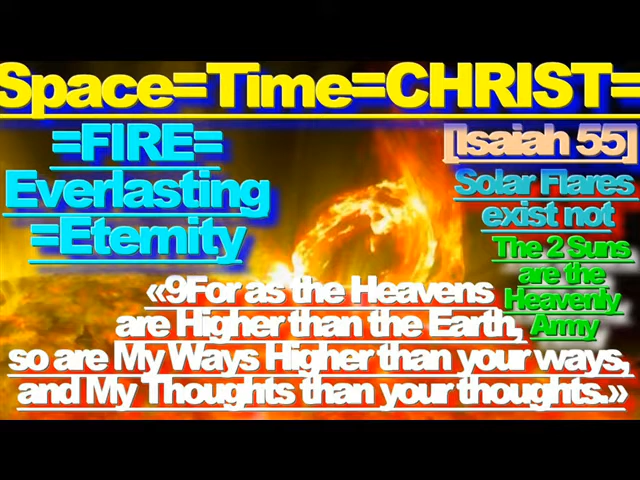 Space=Time=CHRIST=
=FIRE=
Everlasting
=Eternity
[Isaiah 55]
Solar Flares
exist not
The 2 Suns
are the
Heavenly
Army
«9For as the Heavens
are Higher than the Earth,
so are My Ways Higher than your ways,
and My Thoughts than your thoughts.»